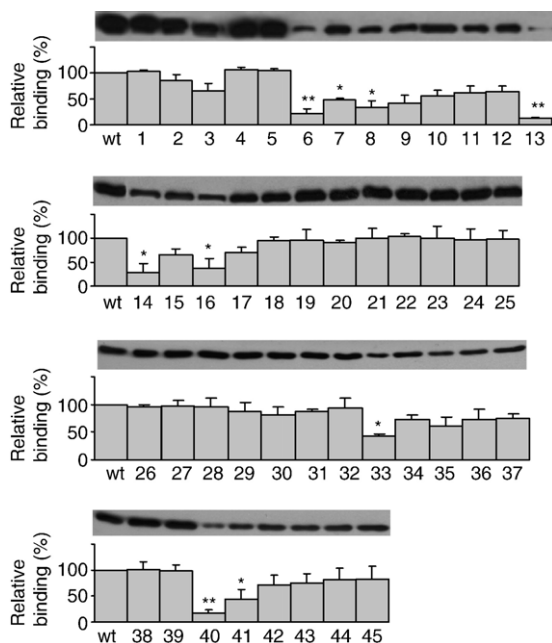 Relative
binding (%)
100
50
0
** * * **
wt 1 2 3 4 5 6 7 8 9 10 11 12 13
Relative
binding (%)
100
50
0
* *
wt 14 15 16 17 18 19 20 21 22 23 24 25
Relative
binding (%)
100
50
0
*
wt 26 27 28 29 30 31 32 33 34 35 36 37
Relative
binding (%)
100
50
0
** *
wt 38 39 40 41 42 43 44 45